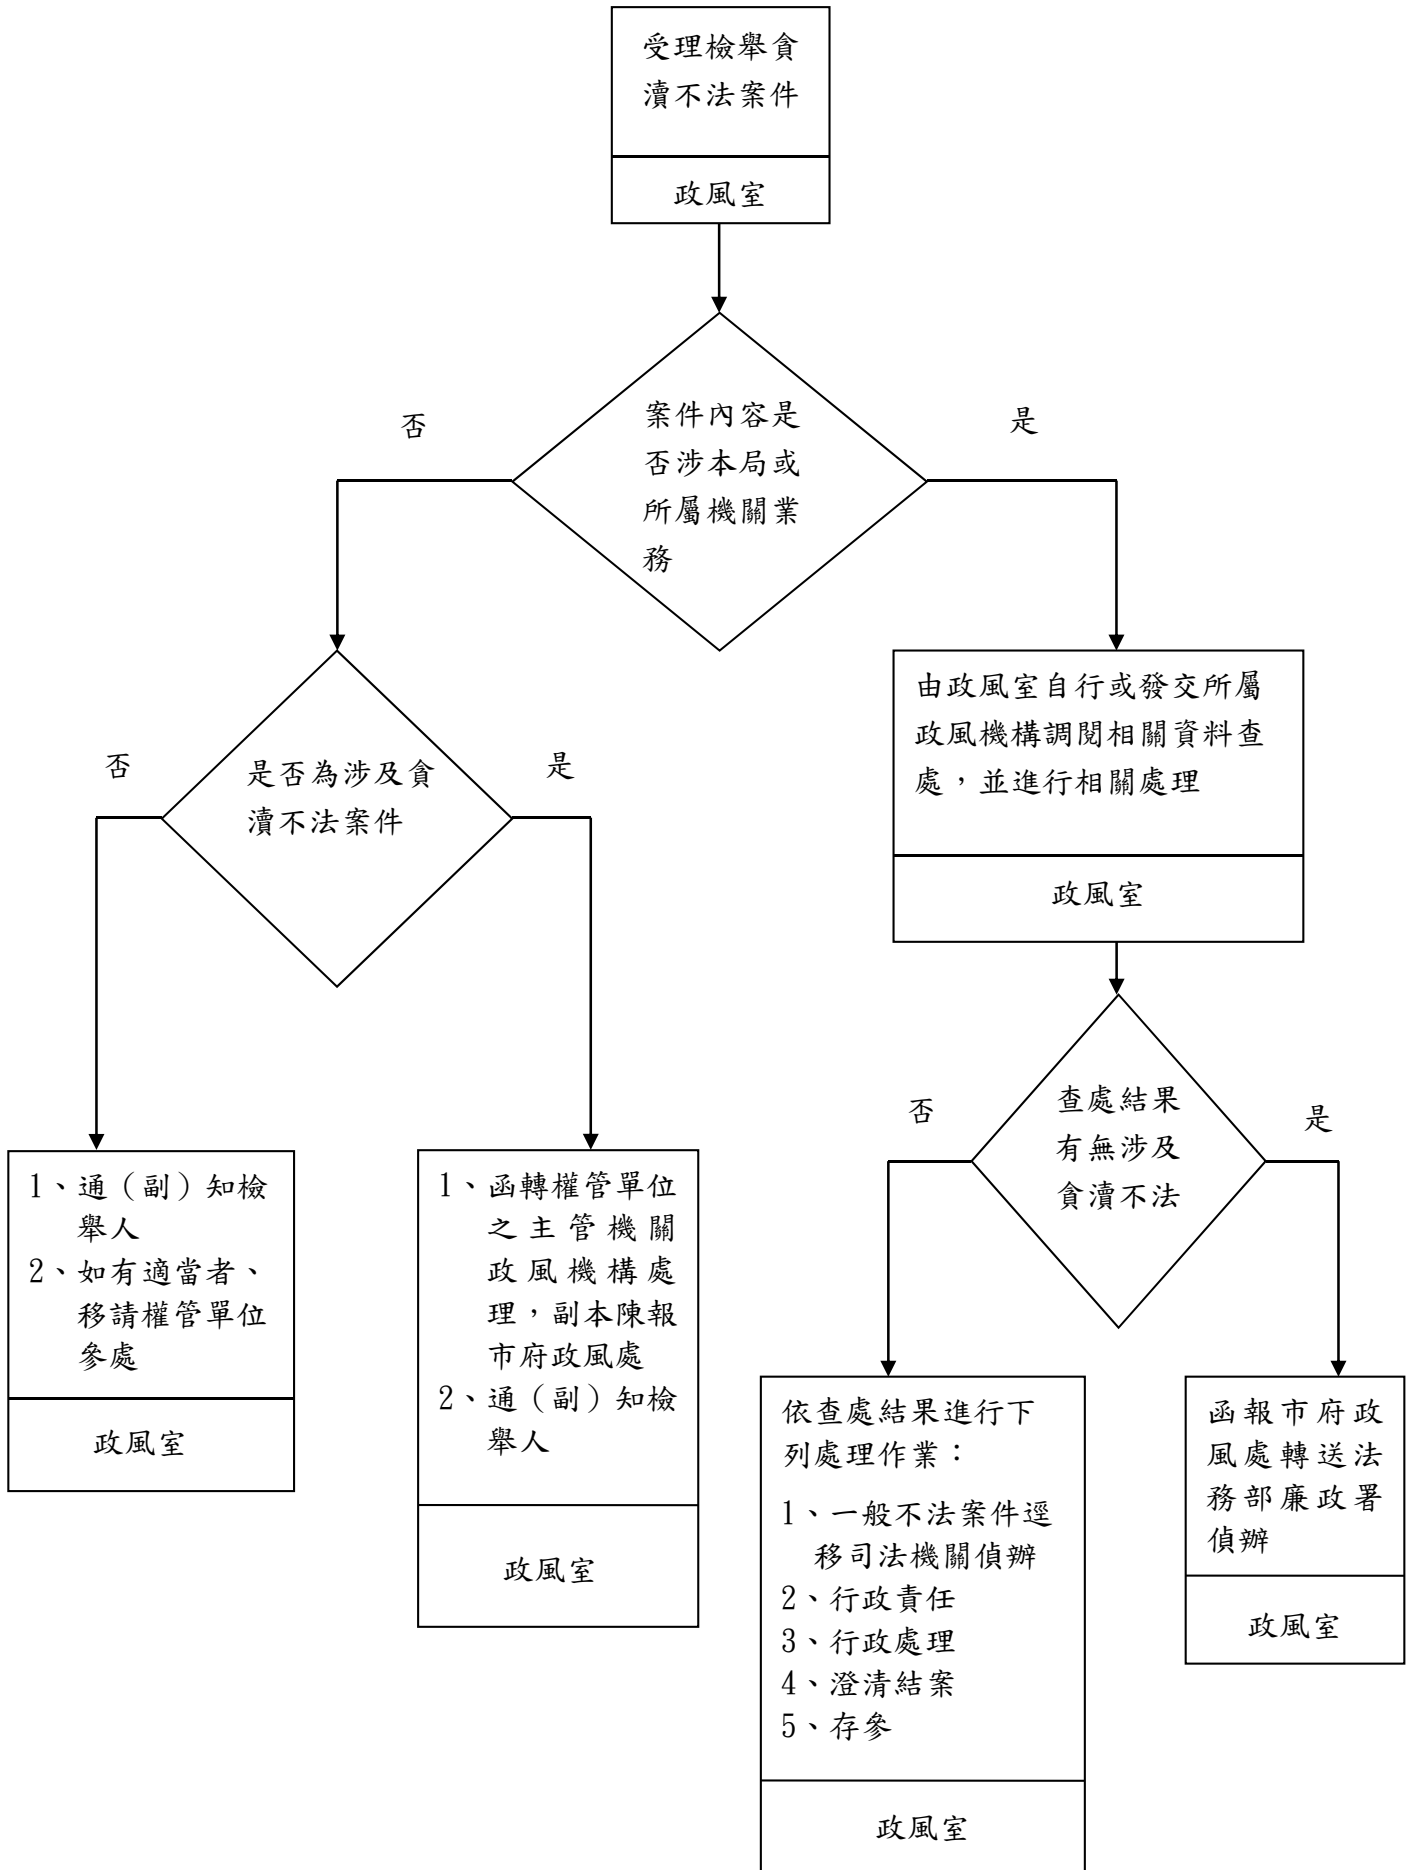 受理檢舉貪
瀆不法案件
政風室
案件內容是
否涉本局或
所屬機關業
務
否
是
由政風室自行或發交所屬
政風機構調閱相關資料查
處，並進行相關處理
政風室
是否為涉及貪
瀆不法案件
否
是
查處結果
有無涉及
貪瀆不法
否
是
1、通（副）知檢
舉人
2、如有適當者、
移請權管單位
參處
政風室
1、函轉權管單位
之主管機關
政風機構處
理，副本陳報
市府政風處
2、通（副）知檢
舉人
政風室
依查處結果進行下
列處理作業：
1、一般不法案件逕
移司法機關偵辦
2、行政責任
3、行政處理
4、澄清結案
5、存參
政風室
函報市府政
風處轉送法
務部廉政署
偵辦
政風室